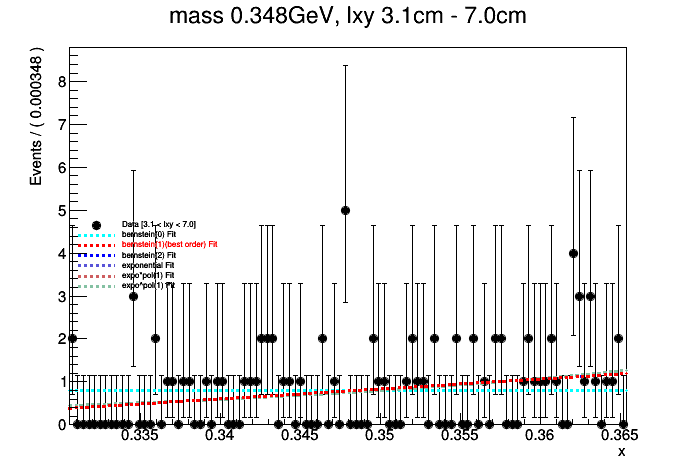 mass 0.348GeV, lxy 3.1cm - 7.0cm
Events / ( 0.000348 )
8
7
6
5
4
3
2
1
0
Data [3.1 < lxy < 7.0]
bernstein(0) Fit
bernstein(1)(best order) Fit
bernstein(2) Fit
exponential Fit
expo*pol(1) Fit
expo^pol(1) Fit
0.335 0.34 0.345 0.35 0.355 0.36 0.365
x